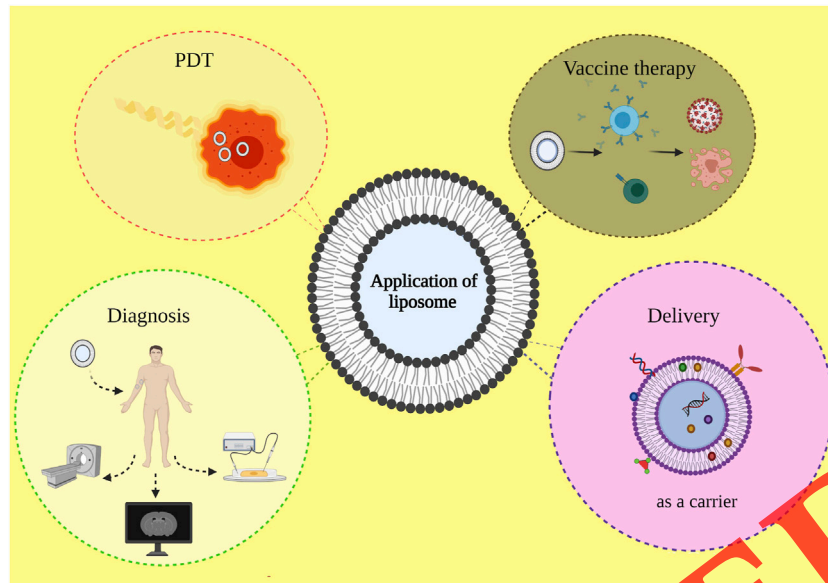 PDT
Vaccine therapy
Application of
liposome
Diagnosis
Delivery
as a carrier